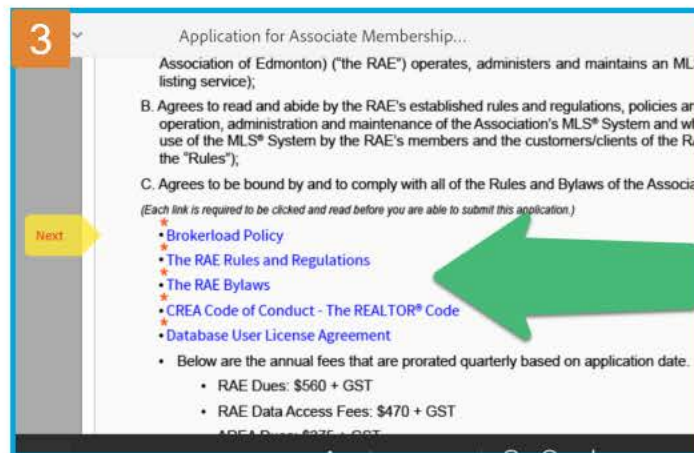 3
Application for Associate Membership...
Association of Edmonton) ("the RAE") operates, administers and maintains an ML
listing service);
B. Agrees to read and abide by the RAE's established rules and regulations, policies an
operation, administration and maintenance of the Association's MLS® System and wh
use of the MLS® System by the RAE's members and the customers/clients of the RA
the "Rules");
C. Agrees to be bound by and to comply with all of the Rules and Bylaws of the Associa
(Each link is required to be clicked and read before you are able to submit this application.)
Next
* • Brokerload Policy
* • The RAE Rules and Regulations
* • The RAE Bylaws
* • CREA Code of Conduct - The REALTOR® Code
* • Database User License Agreement
• Below are the annual fees that are prorated quarterly based on application date.
• RAE Dues: $560 + GST
• RAE Data Access Fees: $470 + GST